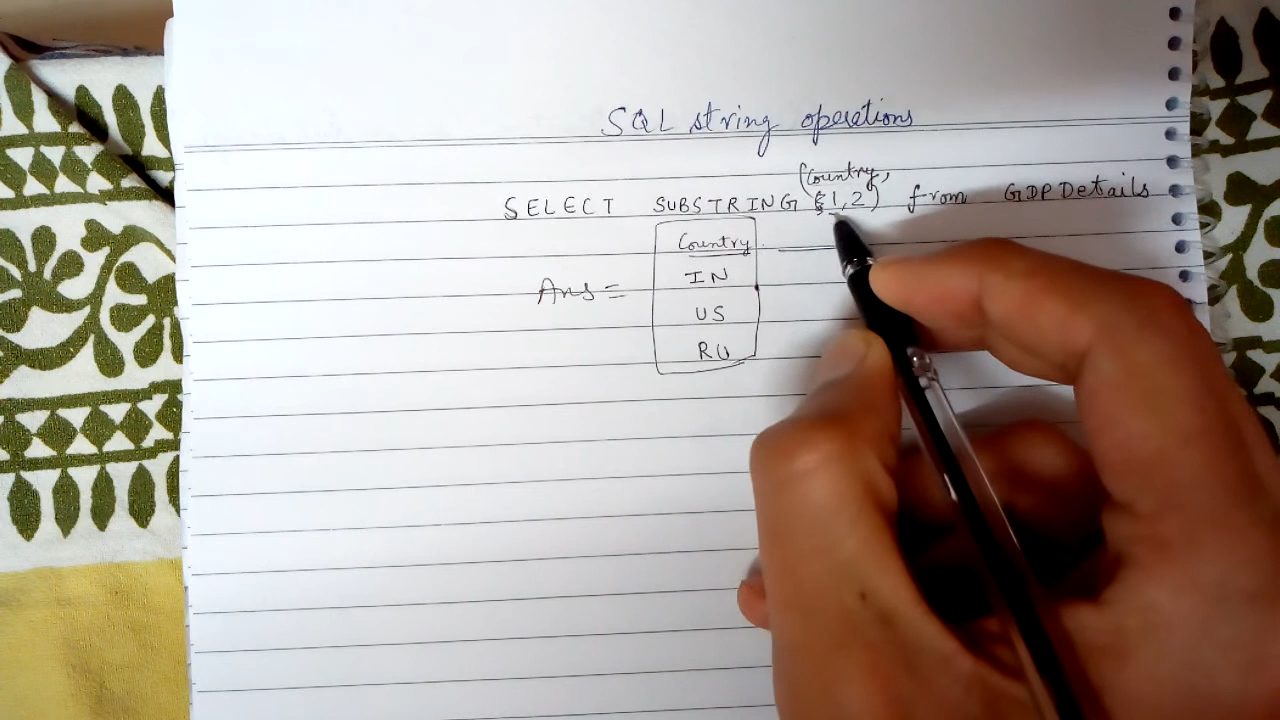 SQL string operations
(Country,
SELECT SUBSTRING 1,2) from GDPDetails
Country
IN
Ans =
US
RU